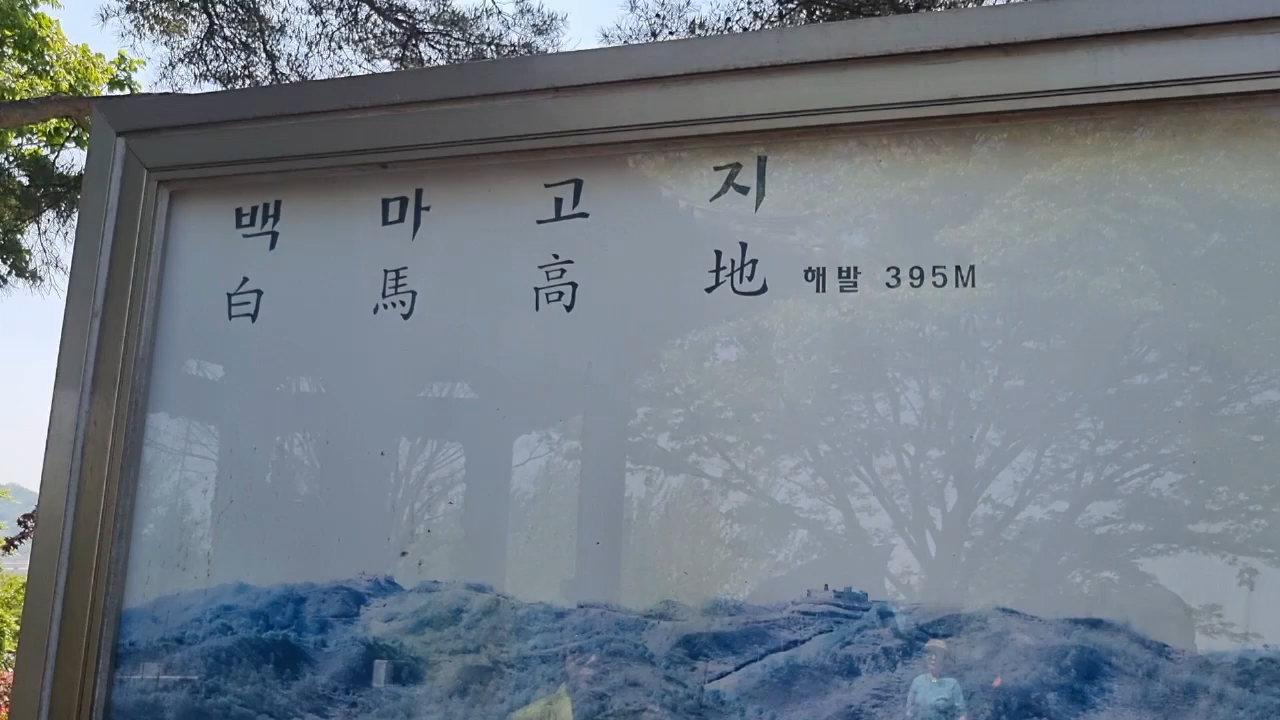 백 마 고 지
白 馬 高 地 해발 395M